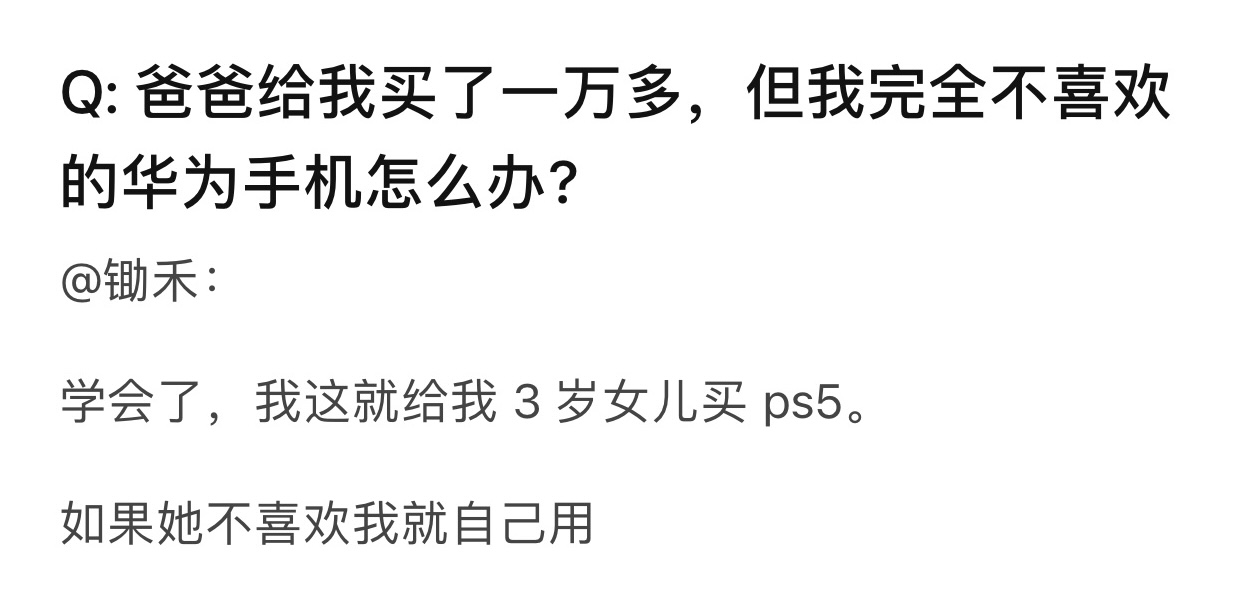 Q: 爸爸给我买了一万多，但我完全不喜欢
的华为手机怎么办?
@锄禾：
学会了，我这就给我 3 岁女儿买 ps5。
如果她不喜欢我就自己用